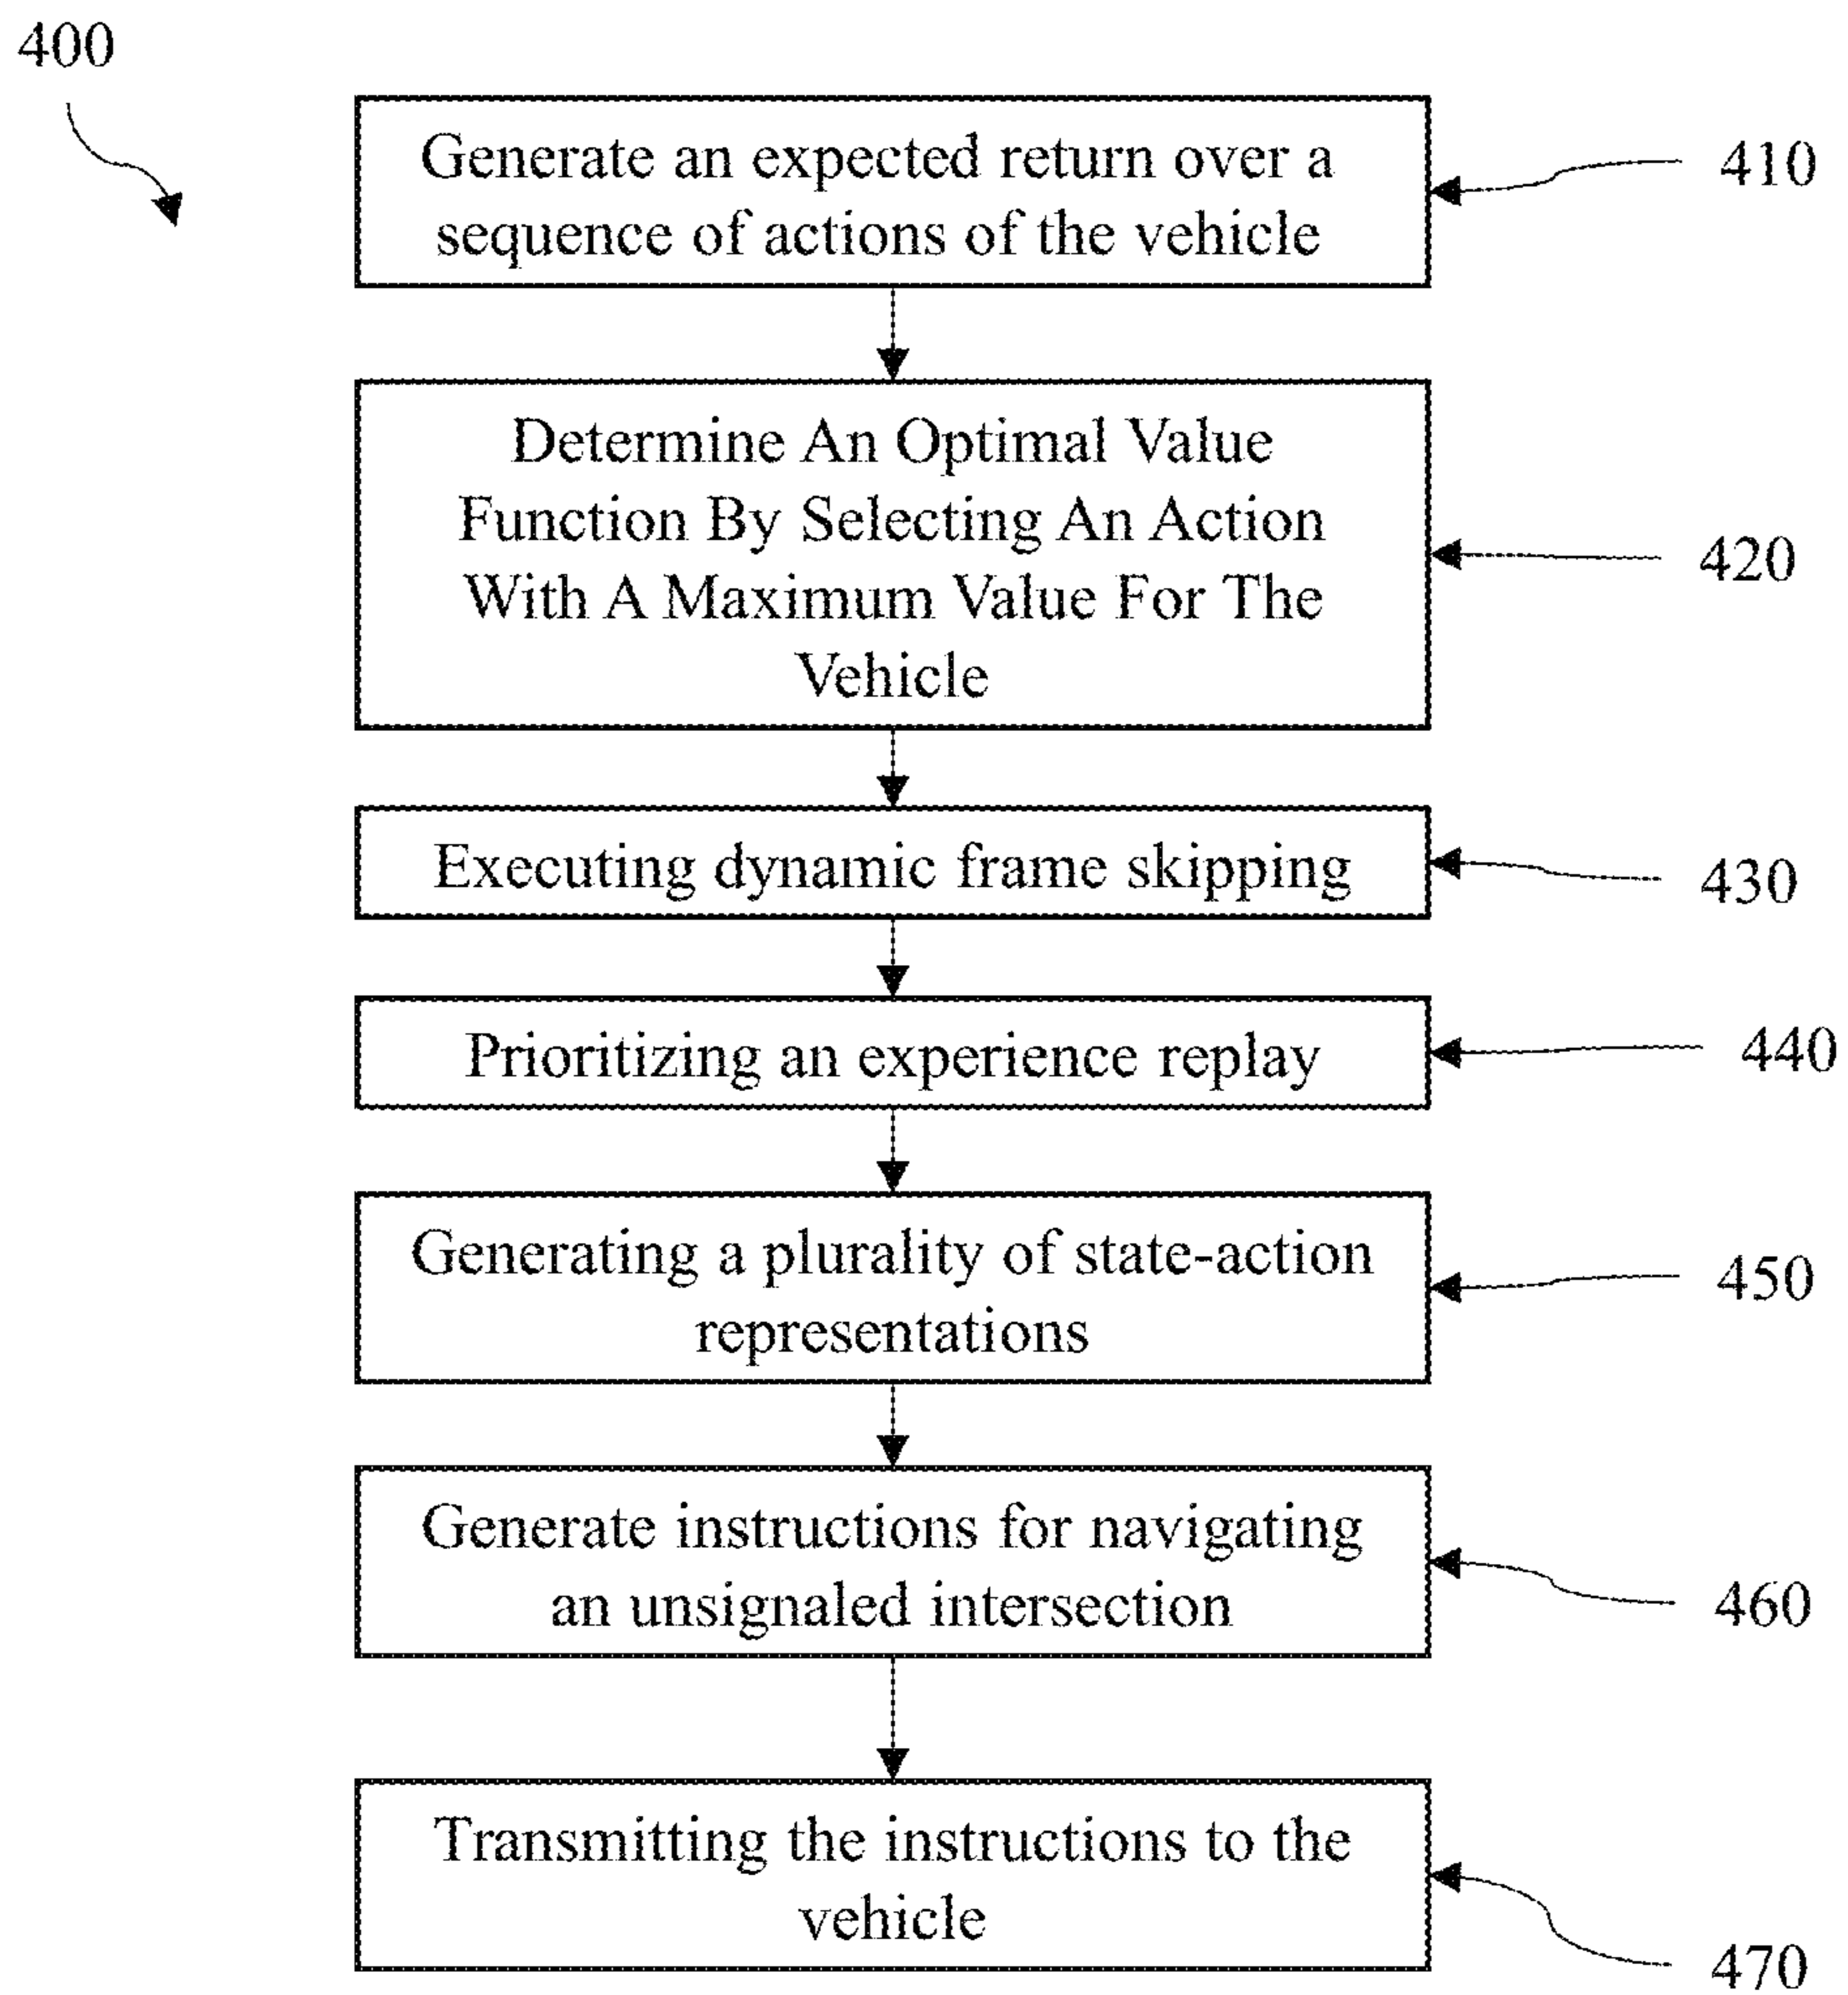 400
Generate an expected return over a
sequence of actions of the vehicle
410
Determine An Optimal Value
Function By Selecting An Action
With A Maximum Value For The
Vehicle
420
Executing dynamic frame skipping
430
Prioritizing an experience replay
440
Generating a plurality of state-action
representations
450
Generate instructions for navigating
an unsignaled intersection
460
Transmitting the instructions to the
vehicle
470